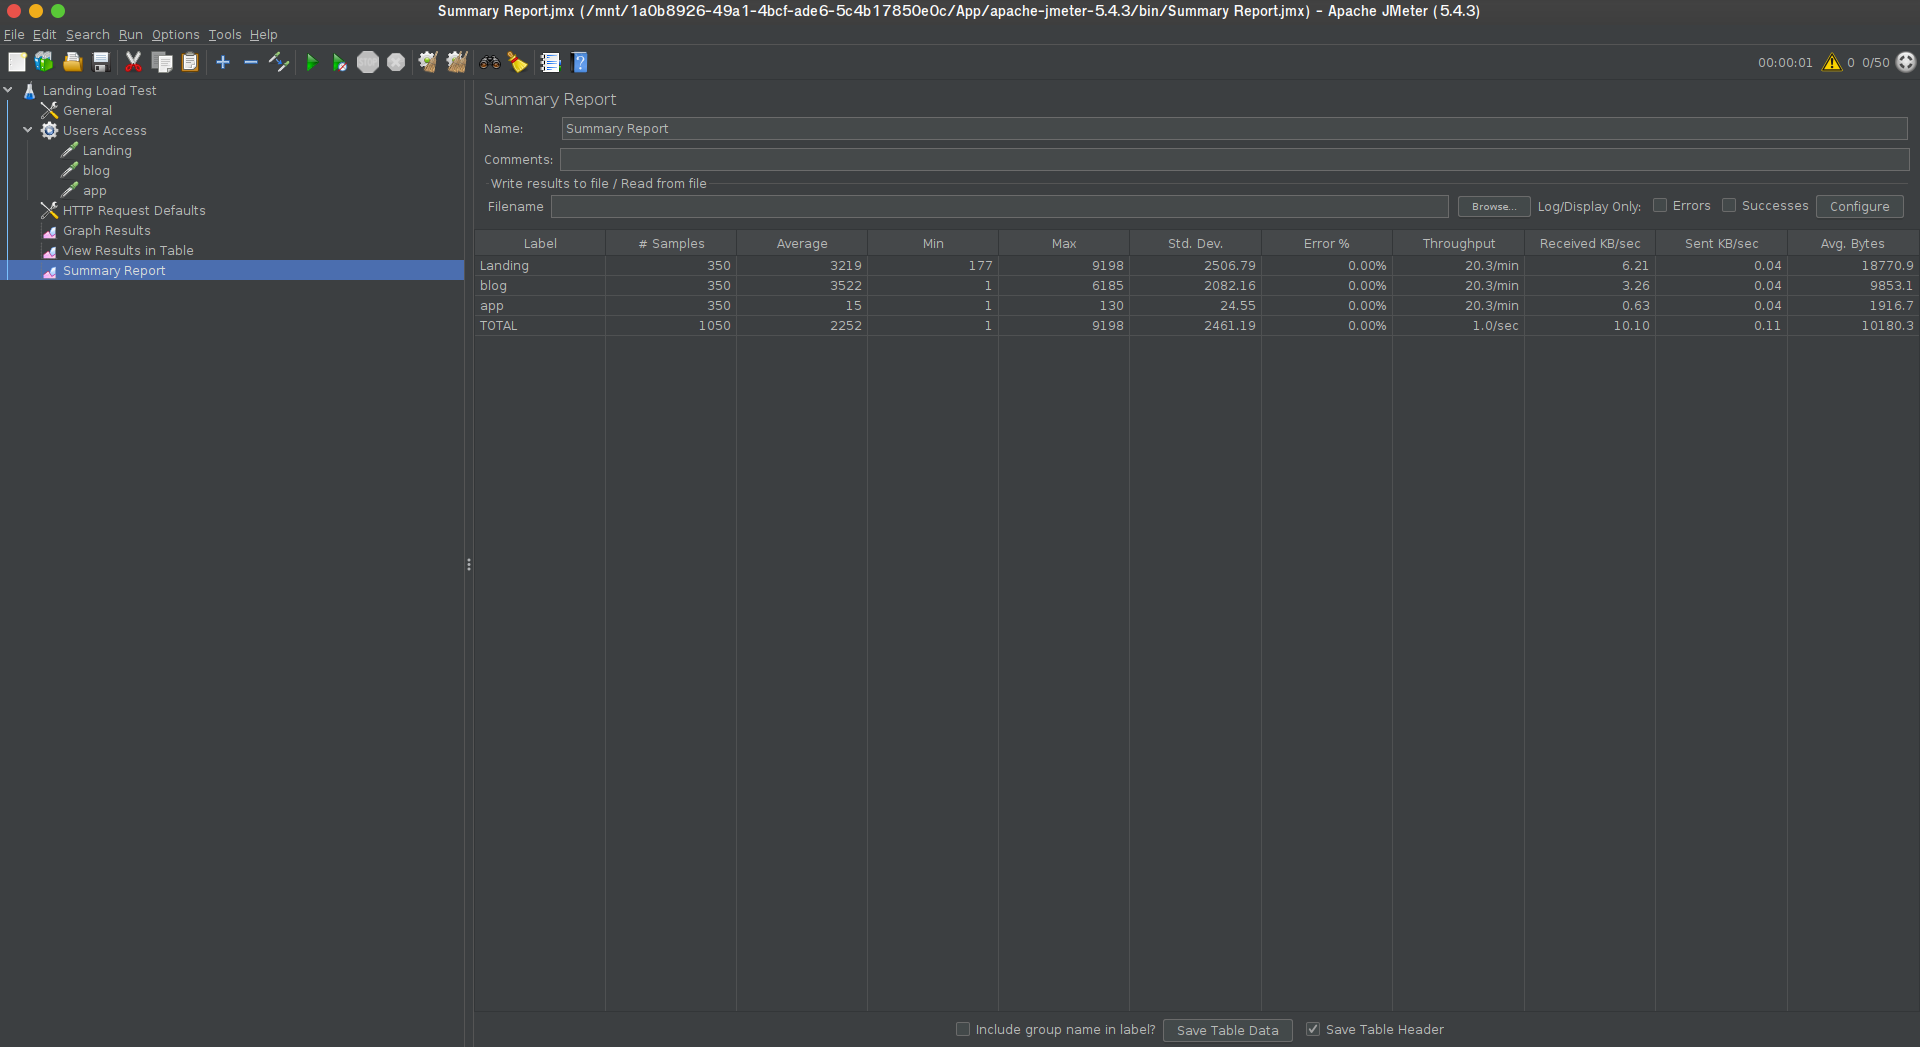 Summary Report.jmx (/mnt/1a0b8926-49a1-4bcf-ade6-5c4b17850e0c/App/apache-jmeter-5.4.3/bin/Summary Report.jmx) - Apache JMeter (5.4.3)
File Edit Search Run Options Tools Help
00:00:01 0 0/50
Landing Load Test
General
Users Access
Landing
blog
app
HTTP Request Defaults
Graph Results
View Results in Table
Summary Report
Summary Report
Name: Summary Report
Comments:
Write results to file / Read from file
Filename Browse... Log/Display Only: Errors Successes Configure
Label # Samples Average Min Max Std. Dev. Error % Throughput Received KB/sec Sent KB/sec Avg. Bytes
Landing 350 3219 177 9198 2506.79 0.00% 20.3/min 6.21 0.04 18770.9
blog 350 3522 1 6185 2082.16 0.00% 20.3/min 3.26 0.04 9853.1
app 350 15 1 130 24.55 0.00% 20.3/min 0.63 0.04 1916.7
TOTAL 1050 2252 1 9198 2461.19 0.00% 1.0/sec 10.10 0.11 10180.3
Include group name in label? Save Table Data Save Table Header